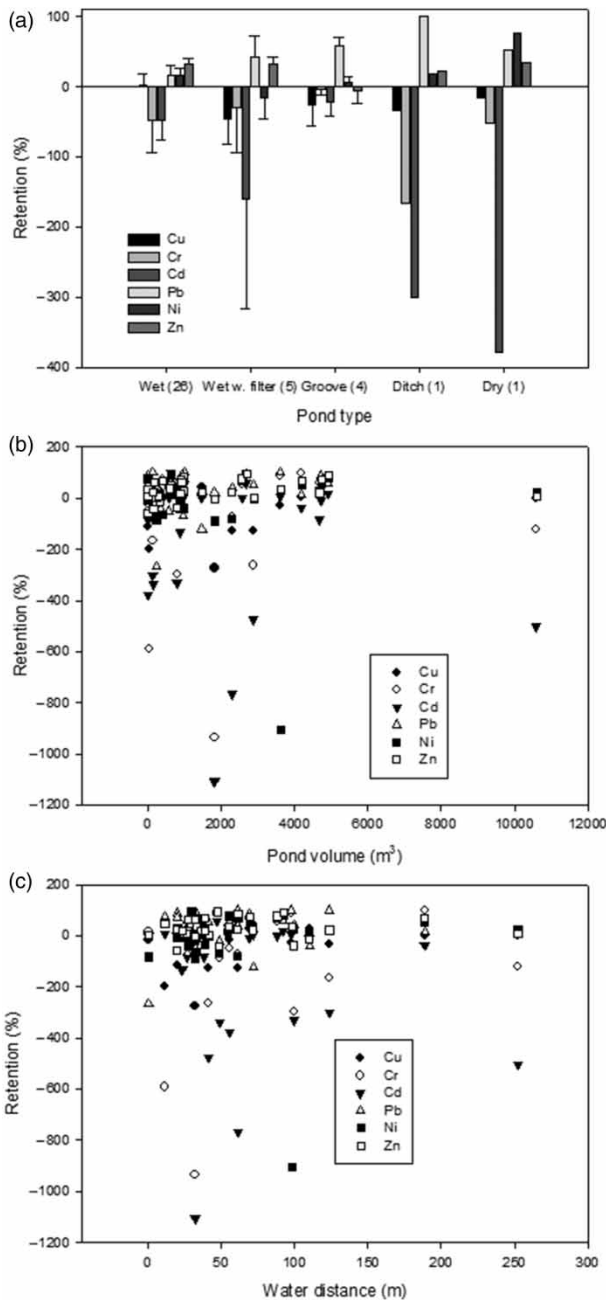 (a)
100
0
−100
−200
−300
−400
Retention (%)
Cu
Cr
Cd
Pb
Ni
Zn
Wet (26) Wet w. filter (5) Groove (4) Ditch (1) Dry (1)
Pond type
(b)
200
0
−200
−400
−600
−800
−1000
−1200
Retention (%)
Cu
Cr
Cd
Pb
Ni
Zn
0 2000 4000 6000 8000 10000 12000
Pond volume (m³)
(c)
200
0
−200
−400
−600
−800
−1000
−1200
Retention (%)
Cu
Cr
Cd
Pb
Ni
Zn
0 50 100 150 200 250 300
Water distance (m)